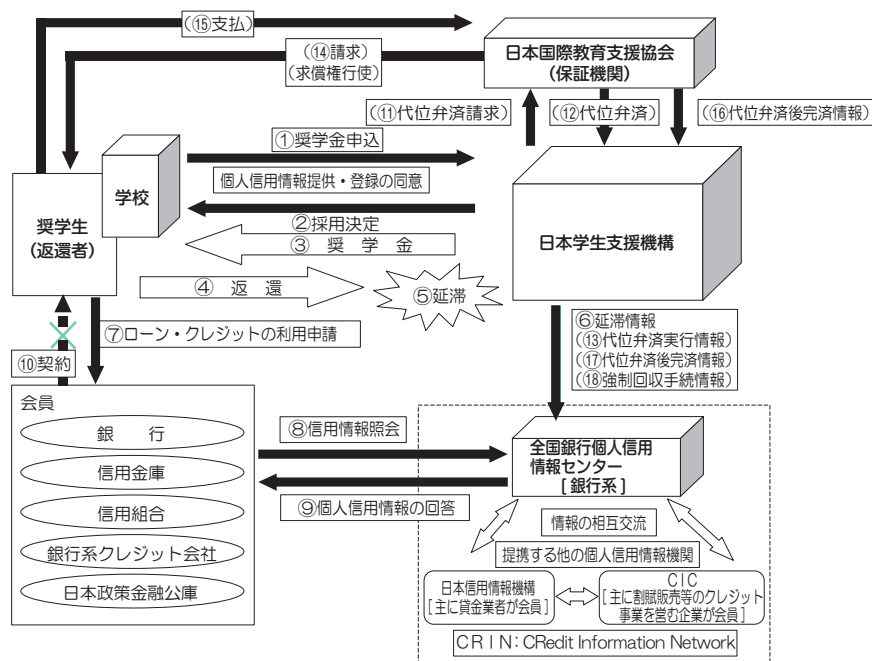 (⑮支払)
(⑭請求)
(求償権行使)
日本国際教育支援協会
(保証機関)
(⑪代位弁済請求)
(⑫代位弁済)
(⑯代位弁済後完済情報)
①奨学金申込
個人信用情報提供・登録の同意
学校
奨学生
(返還者)
②採用決定
③ 奨 学 金
日本学生支援機構
④ 返 還
⑤延滞
⑥延滞情報
(⑬代位弁済実行情報)
(⑰代位弁済後完済情報)
(⑱強制回収手続情報)
⑦ローン・クレジットの利用申請
⑩契約
会員
銀 行
信用金庫
信用組合
銀行系クレジット会社
日本政策金融公庫
⑧信用情報照会
⑨個人信用情報の回答
全国銀行個人信用
情報センター
[銀行系]
情報の相互交流
提携する他の個人信用情報機関
日本信用情報機構
[主に貸金業者が会員]
CIC
[主に割賦販売等のクレジット
事業を営む企業が会員]
CRIN:CRedit Information Network